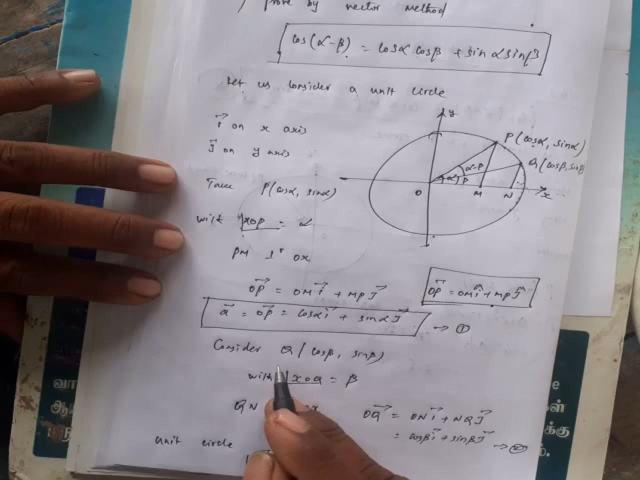 prove by vector method
cos(α-β) = cosα cosβ + sinα sinβ
Let us consider a unit circle
i⃗ on x axis
j⃗ on y axis
y
P(cosα, sinα)
Q(cosβ, sinβ
α-β
α
β
O
M
N
x
Take P(cosα, sinα)
with ∠XOP = α
PM ⊥r OX
OP⃗ = OM i⃗ + MP j⃗
OP⃗ = OM i⃗ + MP j⃗
a⃗ = OP⃗ = cosα i⃗ + sinα j⃗ → ①
Consider Q(cosβ, sinβ)
with ∠XOQ = β
QN
x
OQ⃗ = ON i⃗ + NQ j⃗
= cosβ i⃗ + sinβ j⃗ → ②
unit circle